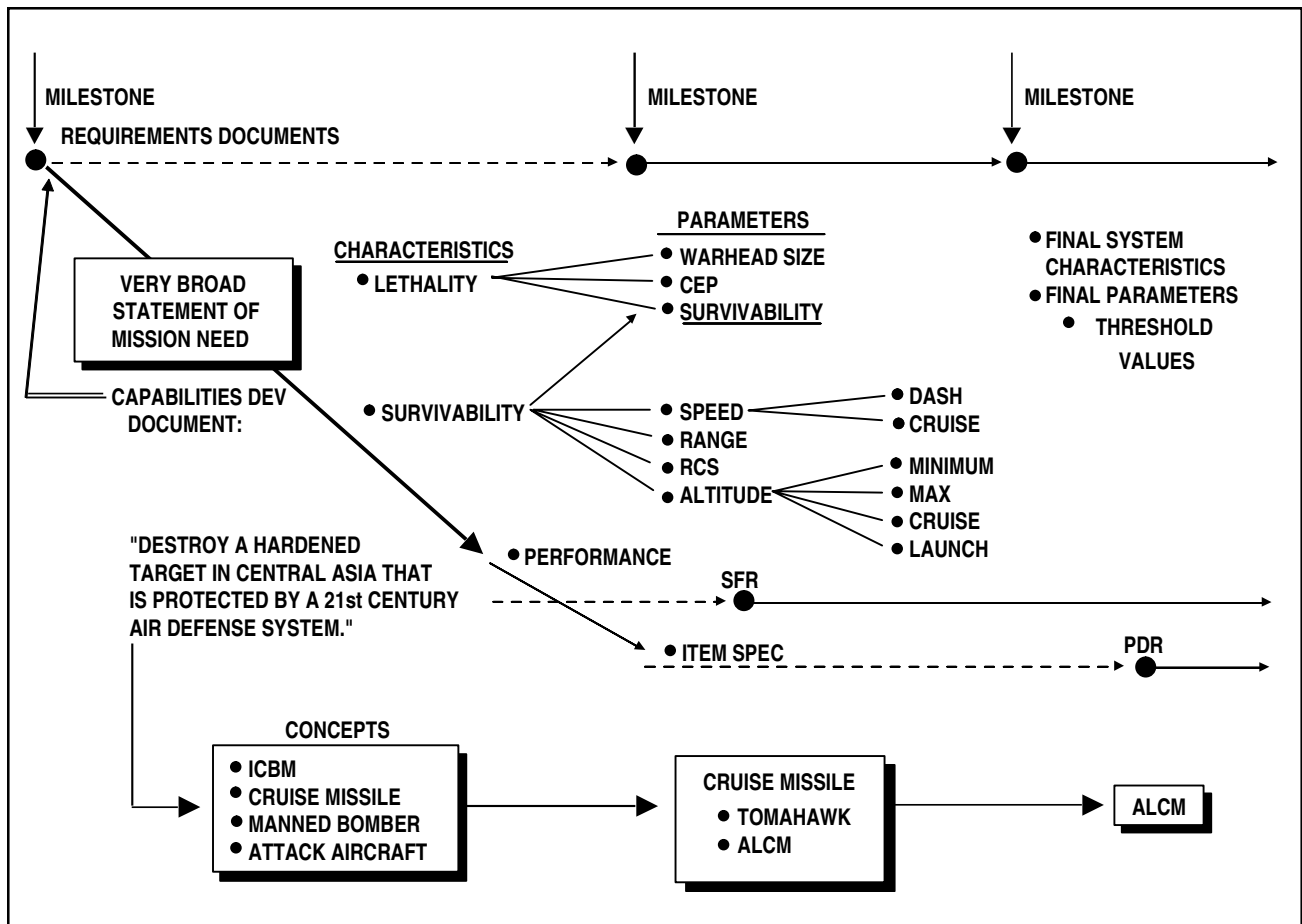 MILESTONE
MILESTONE
MILESTONE
REQUIREMENTS DOCUMENTS
VERY BROAD
STATEMENT OF
MISSION NEED
CAPABILITIES DEV
DOCUMENT:
CHARACTERISTICS
● LETHALITY
● SURVIVABILITY
PARAMETERS
● WARHEAD SIZE
● CEP
● SURVIVABILITY
● SPEED
● RANGE
● RCS
● ALTITUDE
● DASH
● CRUISE
● MINIMUM
● MAX
● CRUISE
● LAUNCH
● FINAL SYSTEM
CHARACTERISTICS
● FINAL PARAMETERS
● THRESHOLD
VALUES
"DESTROY A HARDENED
TARGET IN CENTRAL ASIA THAT
IS PROTECTED BY A 21st CENTURY
AIR DEFENSE SYSTEM."
● PERFORMANCE
SFR
● ITEM SPEC
PDR
CONCEPTS
● ICBM
● CRUISE MISSILE
● MANNED BOMBER
● ATTACK AIRCRAFT
CRUISE MISSILE
● TOMAHAWK
● ALCM
ALCM